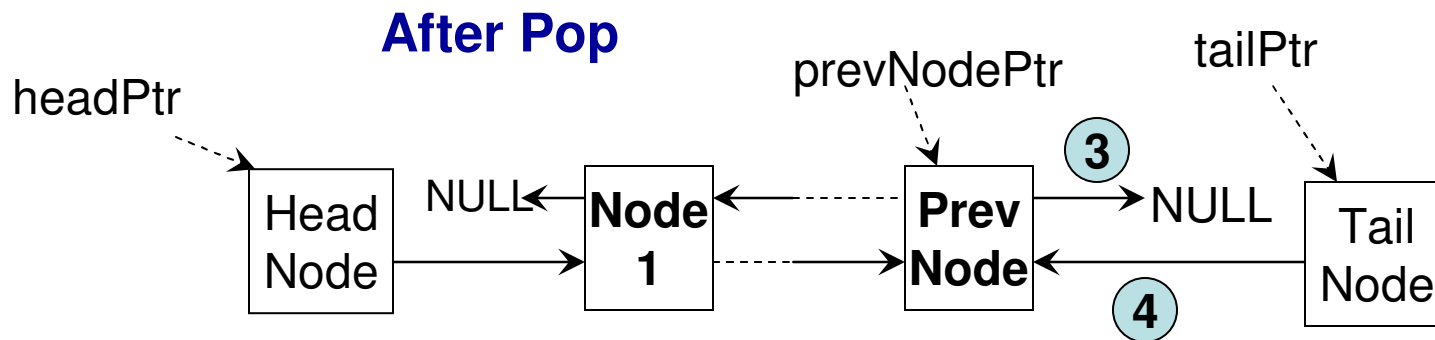 After Pop
headPtr
prevNodePtr
tailPtr
3
Head
Node
NULL
Node
1
Prev
Node
NULL
Tail
Node
4